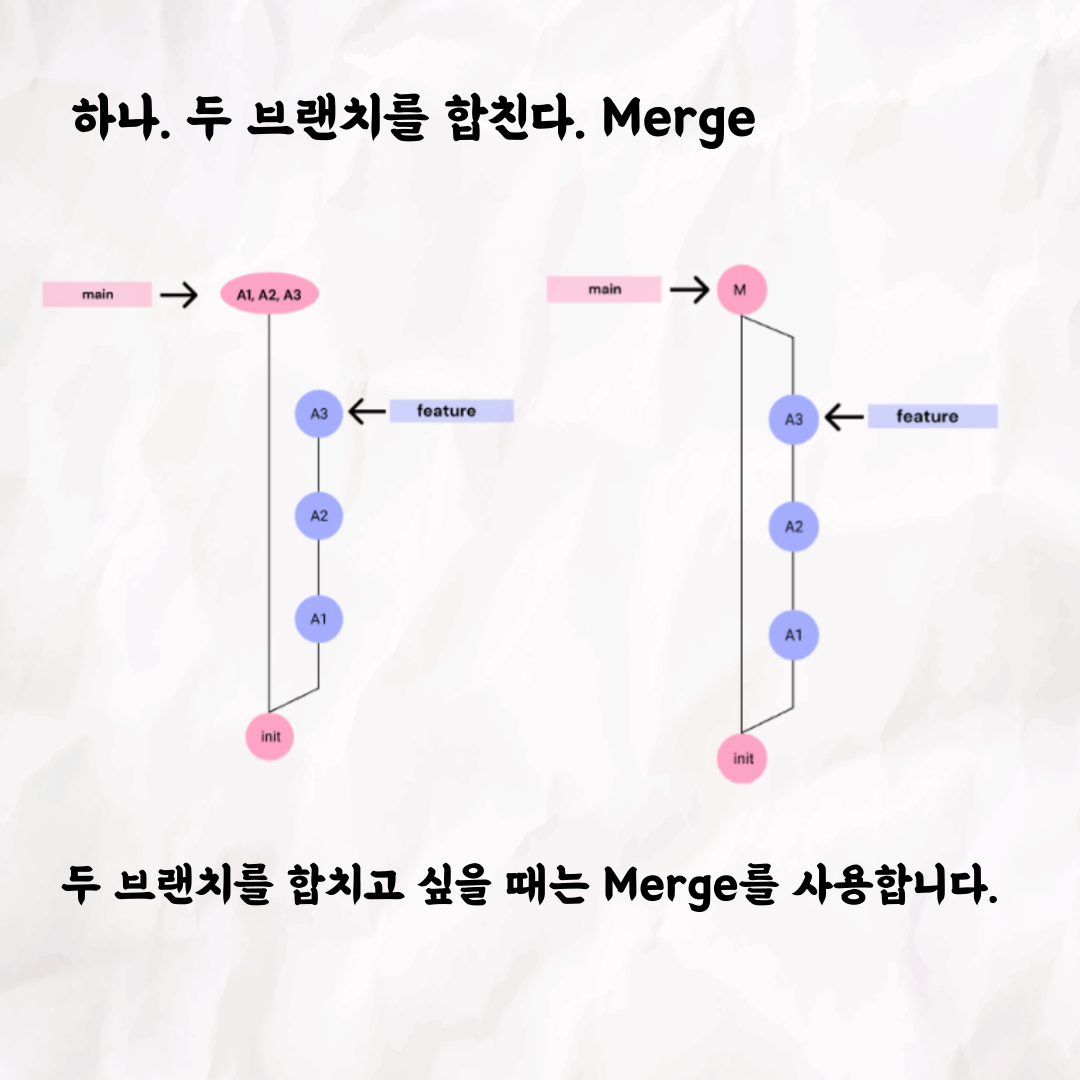 하나. 두 브랜치를 합친다. Merge
main
A1, A2, A3
A3
feature
A2
A1
init
main
M
A3
feature
A2
A1
init
두 브랜치를 합치고 싶을 때는 Merge를 사용합니다.